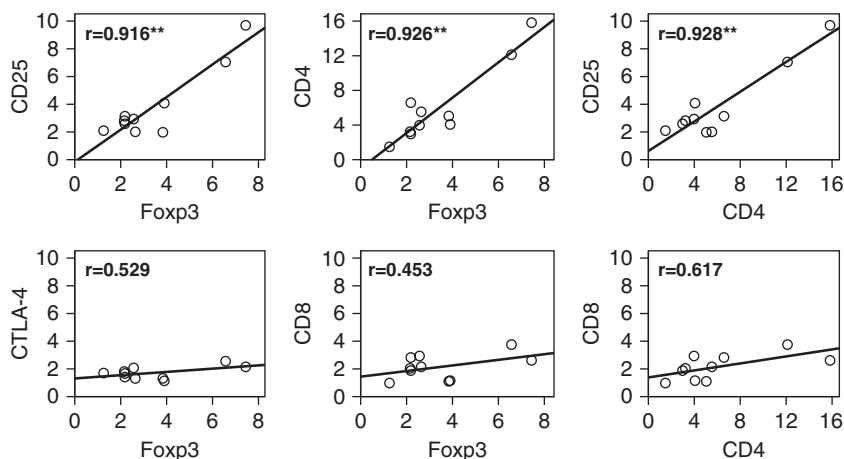 r=0.916**
CD25
10
8
6
4
2
0
0 2 4 6 8
Foxp3
r=0.926**
CD4
16
12
8
4
0
0 2 4 6 8
Foxp3
r=0.928**
CD25
10
8
6
4
2
0
0 4 8 12 16
CD4
r=0.529
CTLA-4
10
8
6
4
2
0
0 2 4 6 8
Foxp3
r=0.453
CD8
10
8
6
4
2
0
0 2 4 6 8
Foxp3
r=0.617
CD8
10
8
6
4
2
0
0 4 8 12 16
CD4